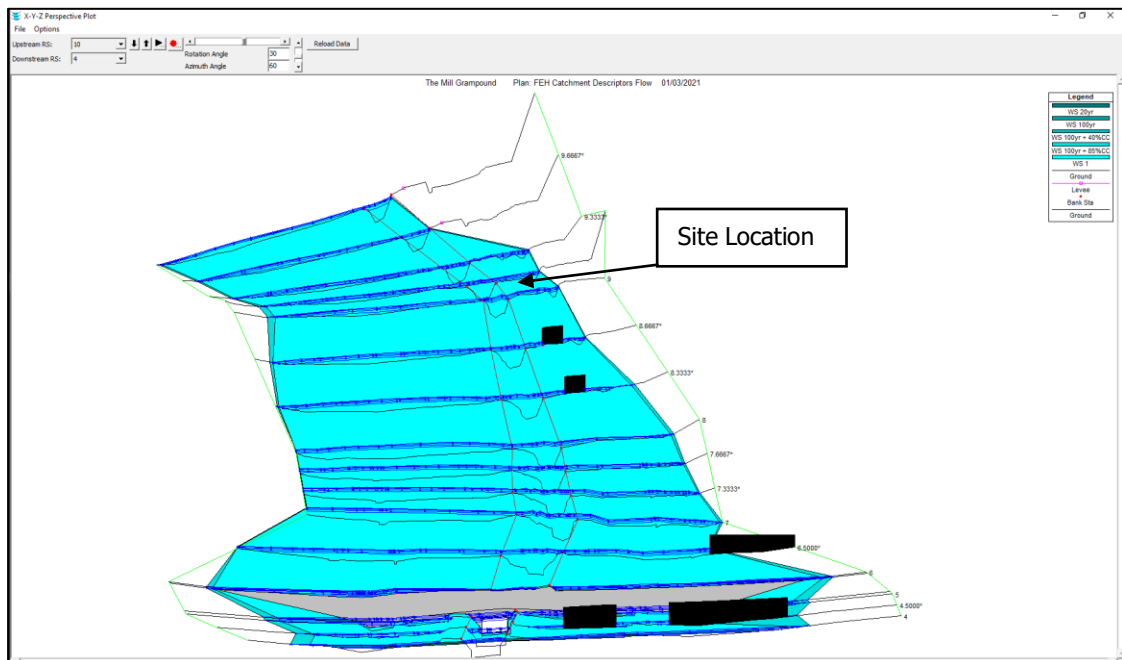 X-Y-Z Perspective Plot
File Options
Upstream RS: 10
Downstream RS: 4
Rotation Angle 30
Azimuth Angle 60
Reload Data
The Mill Grampound Plan: FEH Catchment Descriptors Flow 01/03/2021
Legend
WS 20yr
WS 100yr
WS 100yr + 40%CC
WS 100yr + 85%CC
WS 1
Ground
Levee
Bank Sta
Ground
9.6667*
9.3333*
Site Location
9
8.6667*
8.3333*
8
7.6667*
7.3333*
7
6.5000*
6
5
4.5000*
4